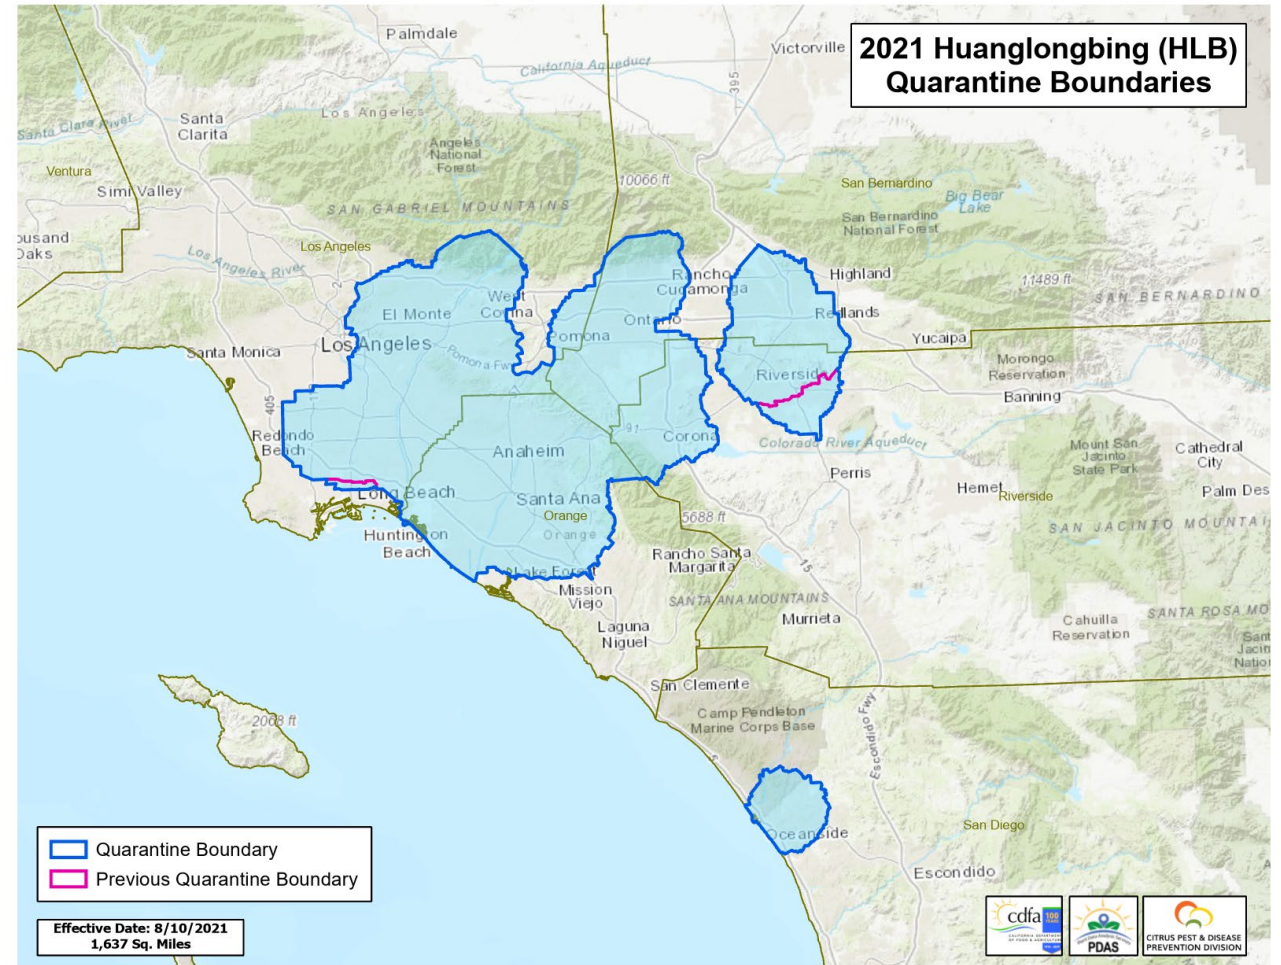 2021 Huanglongbing (HLB)
Quarantine Boundaries
Palmdale
Victorville
California Aqueduct
395
Santa Clara River
Santa
Clarita
Los Angeles
Angeles
National
Forest
Ventura
Simi Valley
10066 ft
San Bernardino
Big Bear
Lake
SAN GABRIEL MOUNTAINS
San Bernardino
National Forest
ousand
Oaks
Los Angeles
Los Angeles River
Rancho
Cucamonga
Highland
11489 ft
SAN BERNARDINO
West
Covina
El Monte
Ontario
Redlands
Pomona
Los Angeles
Santa Monica
Pomona Fwy
Yucaipa
Morongo
Reservation
Riverside
Banning
405
Redondo
Beach
91
Corona
Anaheim
Colorado River Aqueduct
Mount San
Jacinto
State Park
Cathedral
City
Perris
Hemet
Riverside
Palm Des
Long Beach
Santa Ana
Orange
Orange
5688 ft
SAN JACINTO MOUNTAI
Huntington
Beach
Rancho Santa
Margarita
15
Lake Forest
Mission
Viejo
SANTA ANA MOUNTAINS
Murrieta
Cahuilla
Reservation
SANTA ROSA MO
Laguna
Niguel
Sant
Jacin
Natio
San Clemente
Camp Pendleton
Marine Corps Base
2068 ft
5
Escondido Fwy
Oceanside
San Diego
Escondido
Quarantine Boundary
Previous Quarantine Boundary
Effective Date: 8/10/2021
1,637 Sq. Miles
cdfa
100
YEARS
PDAS
CITRUS PEST & DISEASE
PREVENTION DIVISION